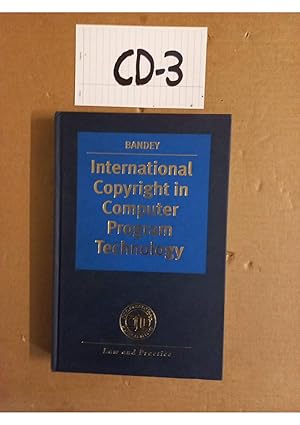 CD-3
BANDEY
International
Copyright in
Computer
Program
Technology
Law and Practice